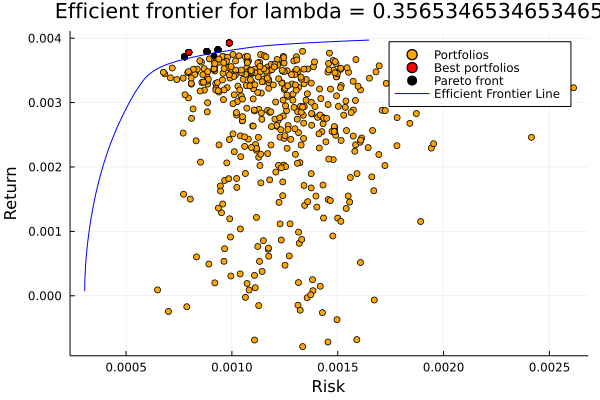 Efficient frontier for lambda = 0.3565346534653465
Portfolios
Best portfolios
Pareto front
Efficient Frontier Line
Return
0.004
0.003
0.002
0.001
0.000
0.0005
0.0010
0.0015
0.0020
0.0025
Risk